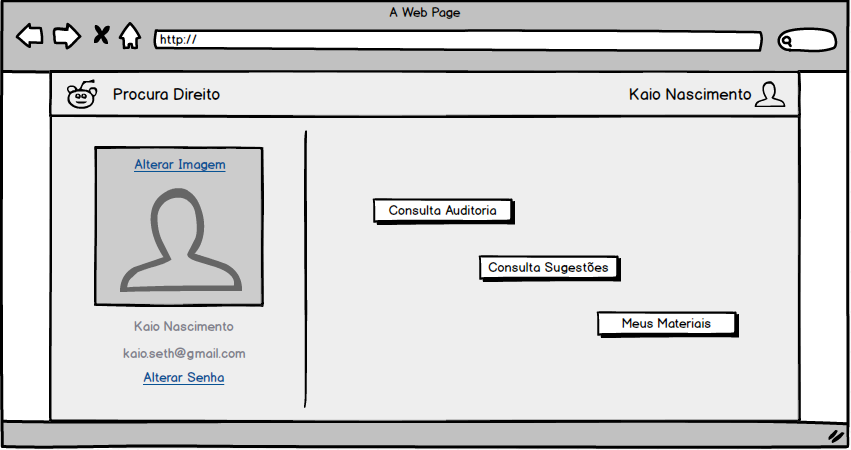 A Web Page
http://
Procura Direito
Kaio Nascimento
Alterar Imagem
Kaio Nascimento
kaio.seth@gmail.com
Alterar Senha
Consulta Auditoria
Consulta Sugestões
Meus Materiais